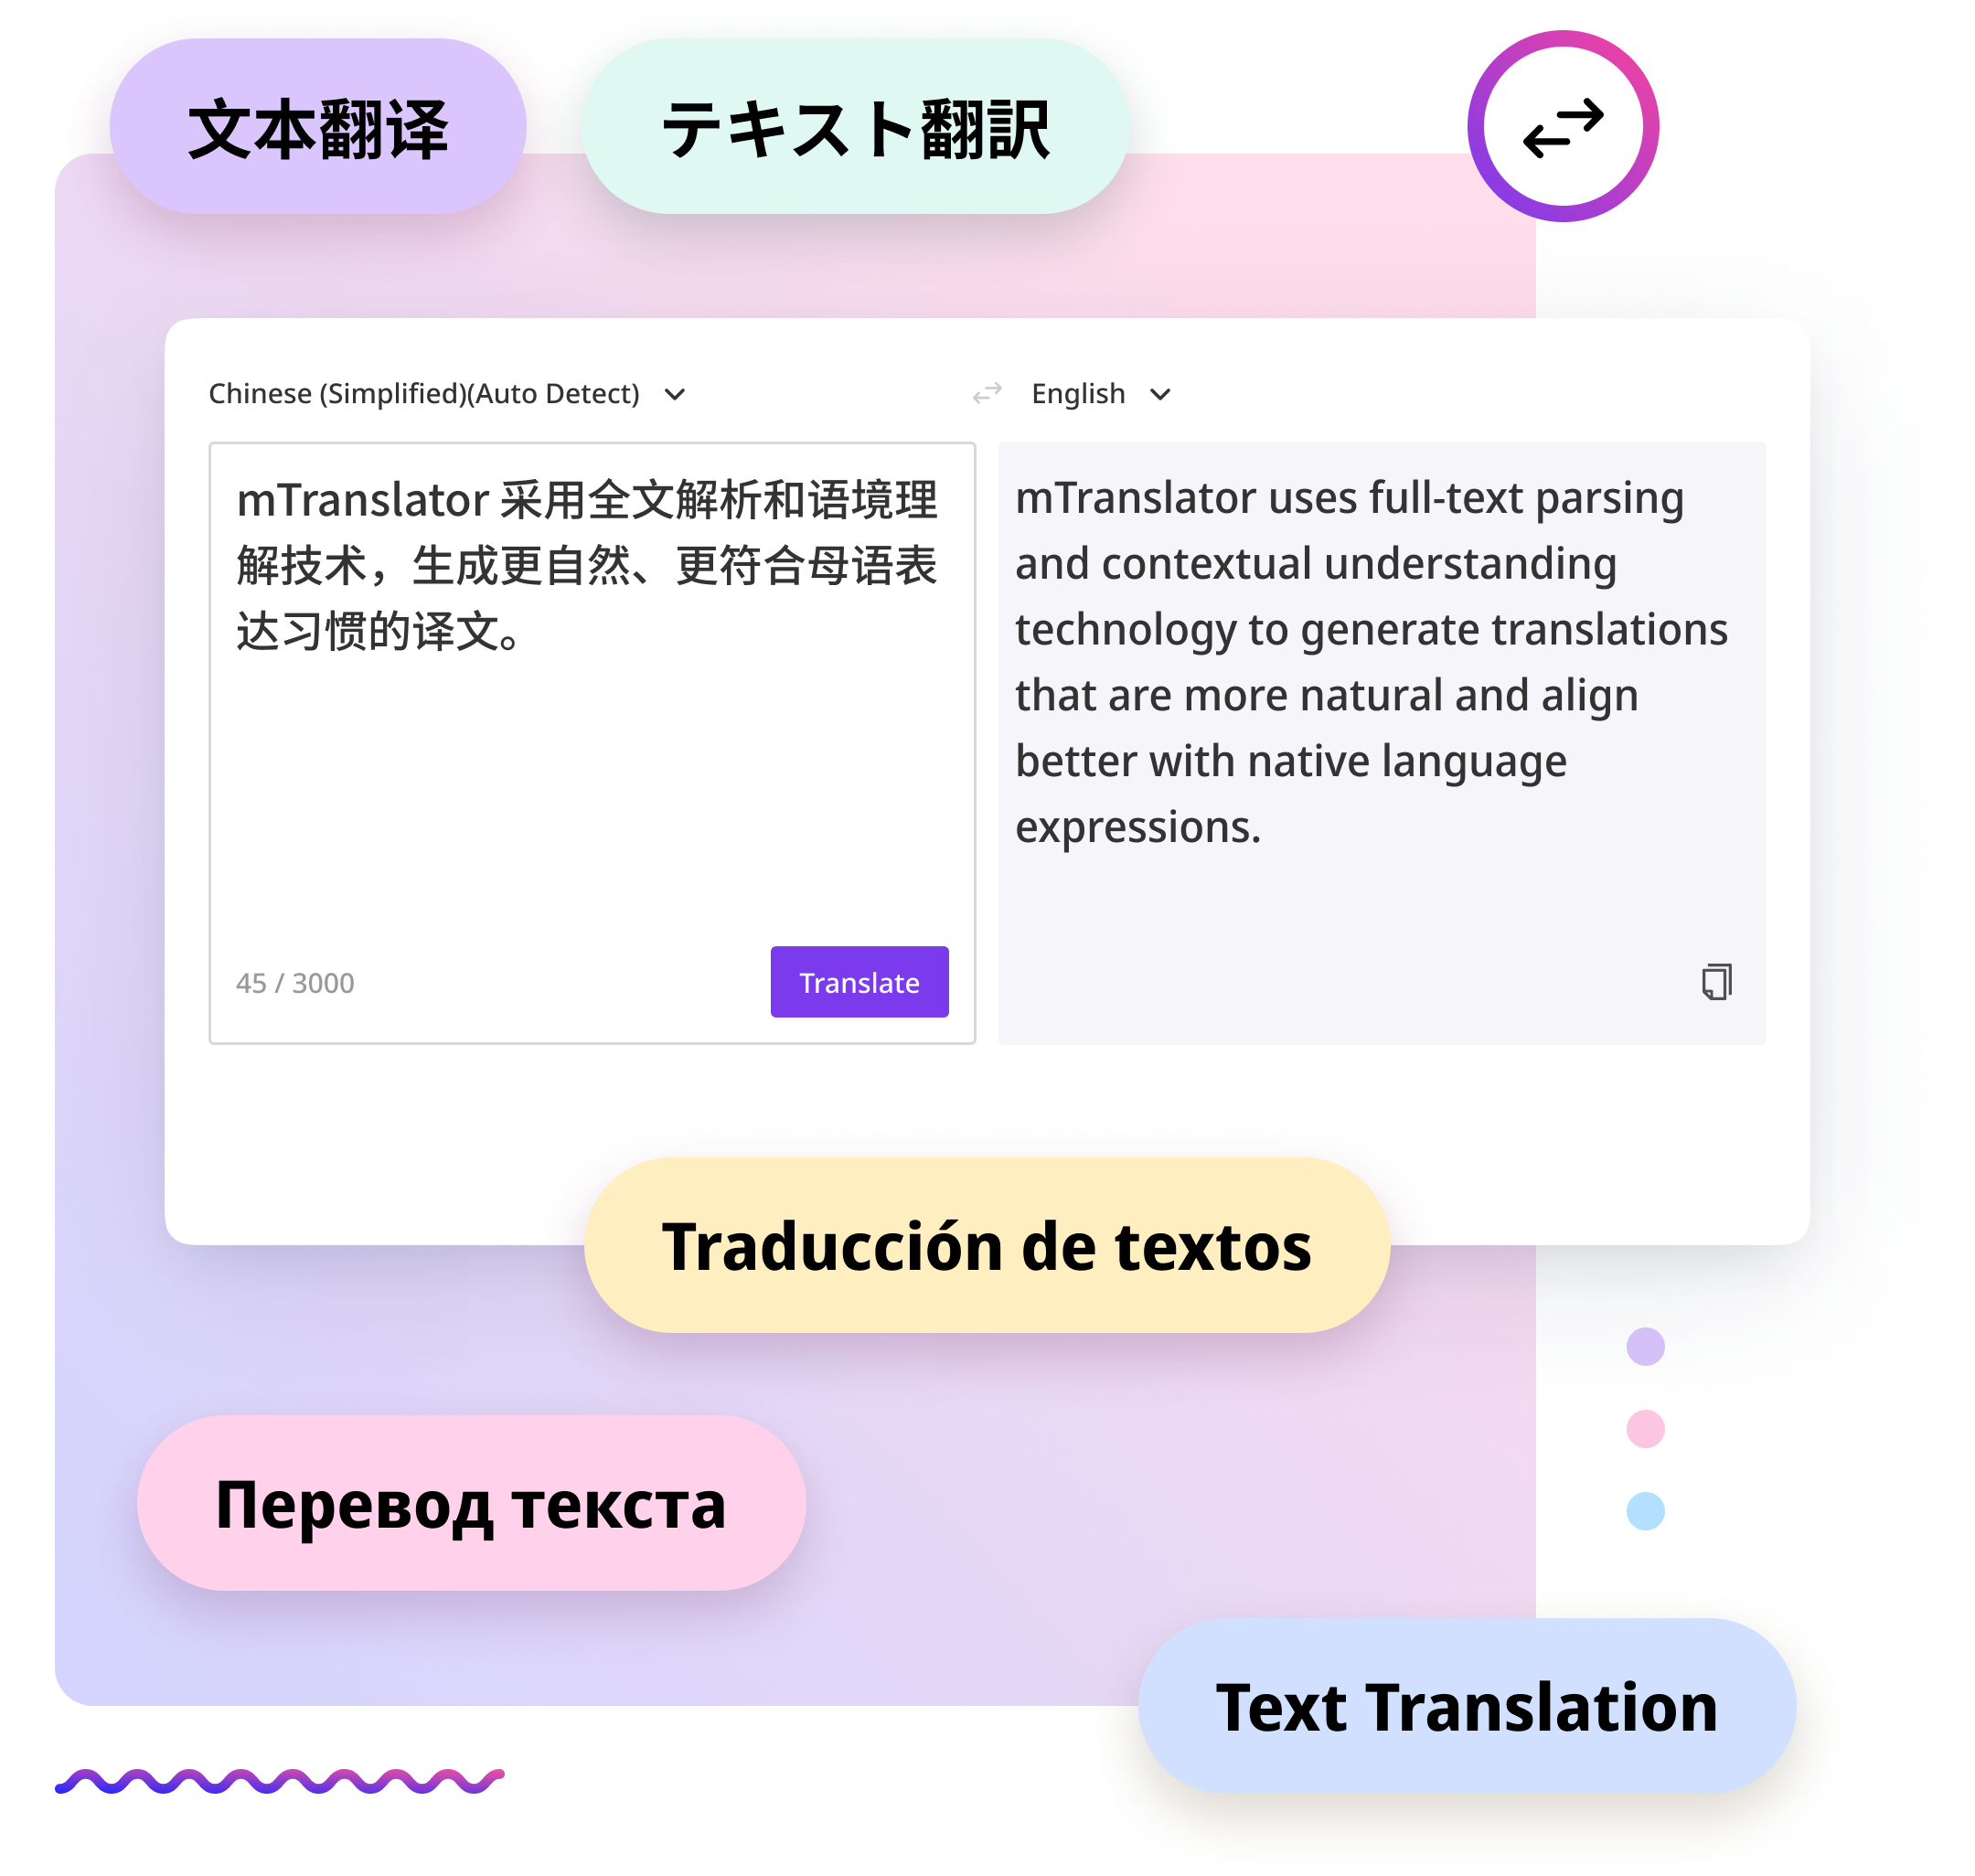 文本翻译
テキスト翻訳
Chinese (Simplified)(Auto Detect)
English
mTranslator 采用全文解析和语境理
解技术，生成更自然、更符合母语表
达习惯的译文。
45 / 3000
Translate
mTranslator uses full-text parsing
and contextual understanding
technology to generate translations
that are more natural and align
better with native language
expressions.
Traducción de textos
Перевод текста
Text Translation